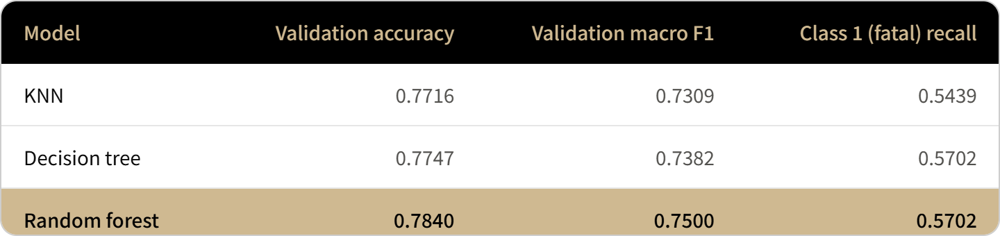 Model Validation accuracy Validation macro F1 Class 1 (fatal) recall
KNN 0.7716 0.7309 0.5439
Decision tree 0.7747 0.7382 0.5702
Random forest 0.7840 0.7500 0.5702